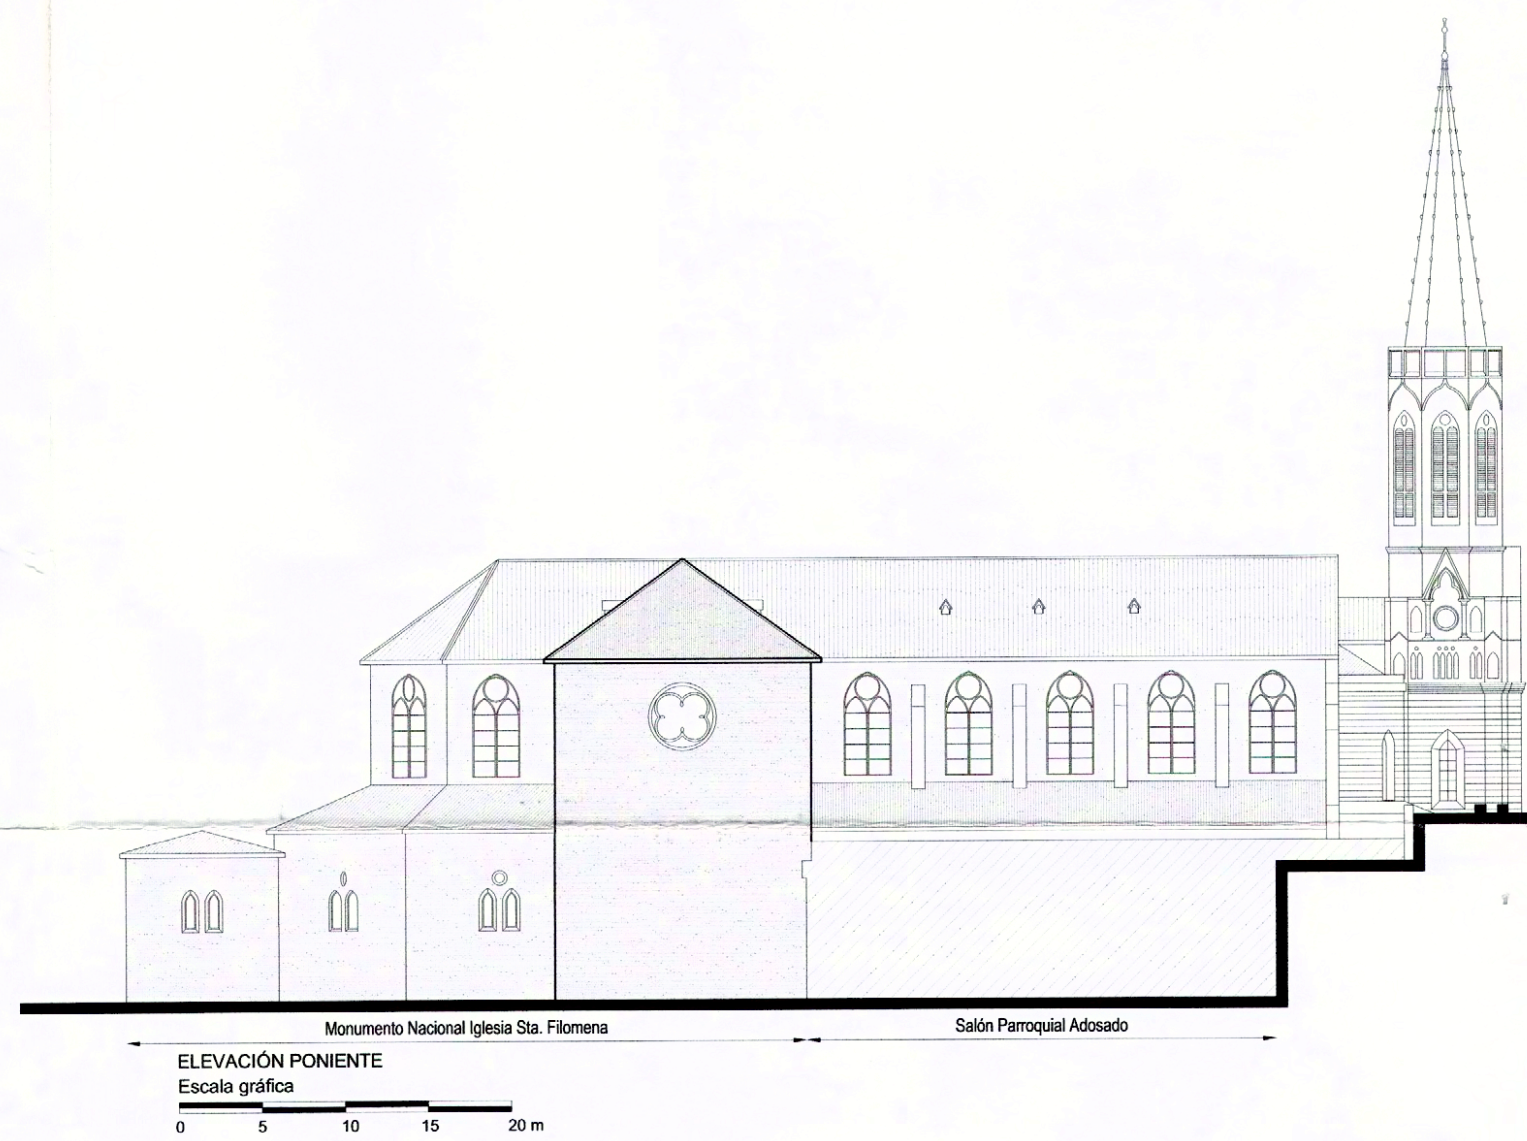 Monumento Nacional Iglesia Sta. Filomena
Salón Parroquial Adosado
ELEVACIÓN PONIENTE
Escala gráfica
0 5 10 15 20 m